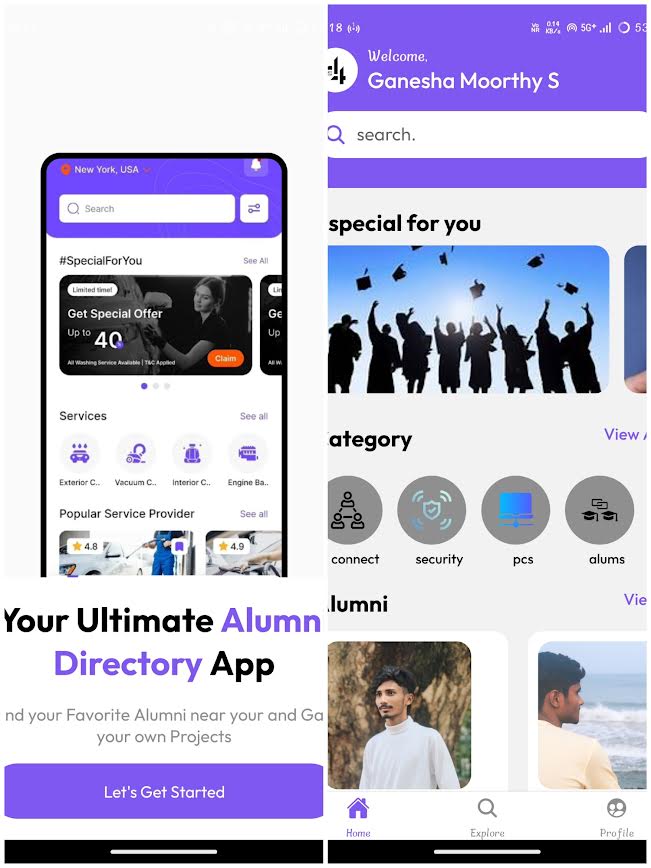 New York, USA
Search
#SpecialForYou
See All
Limited time!
Get Special Offer
Up to 40
All Washing Service Available | T&C Applied
Claim
Services
See all
Exterior C..
Vacuum C..
Interior C..
Engine Ba..
Popular Service Provider
See all
4.8
4.9
Your Ultimate Alumn
Directory App
nd your Favorite Alumni near your and Ga
your own Projects
Let's Get Started
18
Vo NR
0.14 KB/s
5G+
53
Welcome,
Ganesha Moorthy S
search.
special for you
ategory
View A
connect
security
pcs
alums
lumni
Vie
Home
Explore
Profile